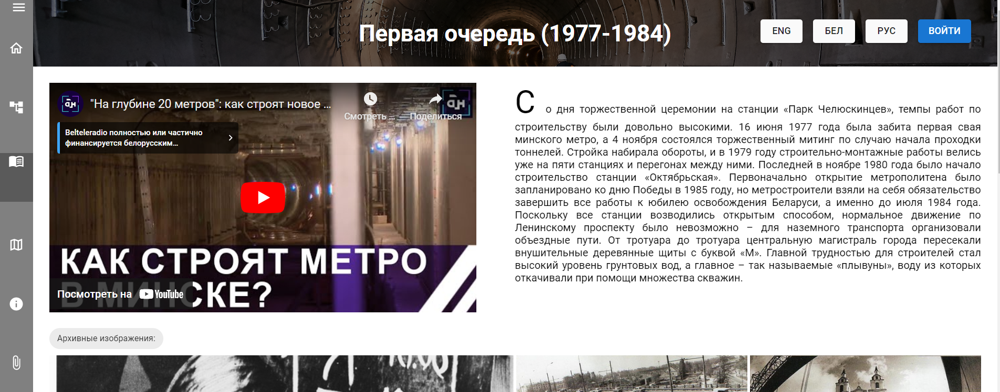 Первая очередь (1977-1984)
ENG
БЕЛ
РУС
ВОЙТИ
"На глубине 20 метров": как строят новое ...
Смотреть ...
Поделиться
Belteleradio полностью или частично
финансируется белорусским...
КАК СТРОЯТ МЕТРО
В МИНСКЕ?
Посмотреть на YouTube
Со дня торжественной церемонии на станции «Парк Челюскинцев», темпы работ по
строительству были довольно высокими. 16 июня 1977 года была забита первая свая
минского метро, а 4 ноября состоялся торжественный митинг по случаю начала проходки
тоннелей. Стройка набирала обороты, и в 1979 году строительно-монтажные работы велись
уже на пяти станциях и перегонах между ними. Последней в ноябре 1980 года было начало
строительство станции «Октябрьская». Первоначально открытие метрополитена было
запланировано ко дню Победы в 1985 году, но метростроители взяли на себя обязательство
завершить все работы к юбилею освобождения Беларуси, а именно до июля 1984 года.
Поскольку все станции возводились открытым способом, нормальное движение по
Ленинскому проспекту было невозможно – для наземного транспорта организовали
объездные пути. От тротуара до тротуара центральную магистраль города пересекали
внушительные деревянные щиты с буквой «М». Главной трудностью для строителей стал
высокий уровень грунтовых вод, а главное – так называемые «плывуны», воду из которых
откачивали при помощи множества скважин.
Архивные изображения: